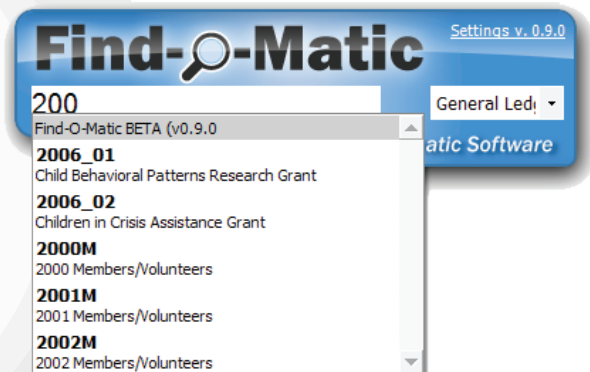 Find-O-Matic
Settings v. 0.9.0
200
General Led
Find-O-Matic BETA (v0.9.0
atic Software
2006_01
Child Behavioral Patterns Research Grant
2006_02
Children in Crisis Assistance Grant
2000M
2000 Members/Volunteers
2001M
2001 Members/Volunteers
2002M
2002 Members/Volunteers